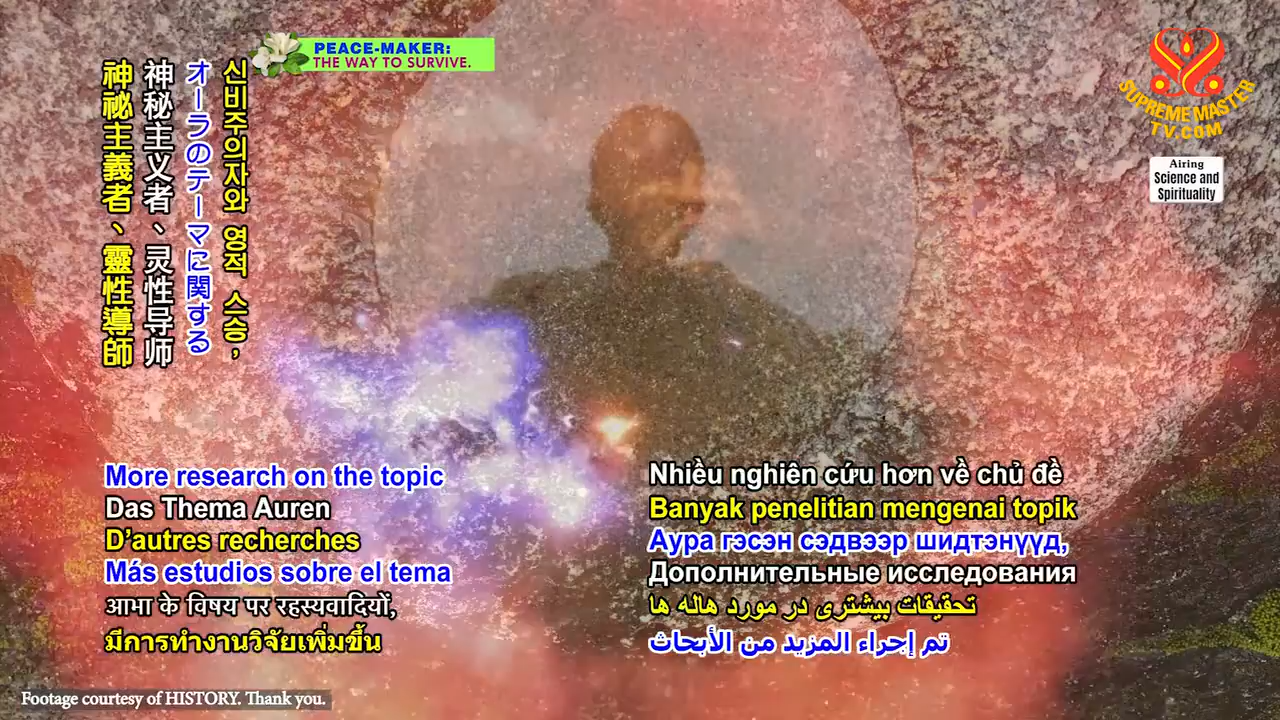 PEACE-MAKER:
THE WAY TO SURVIVE.
SUPREME MASTER
TV.COM
Airing
Science and
Spirituality
신비주의자와 영적 스승,
オーラのテーマに関する
神秘主义者、灵性导师
神祕主義者、靈性導師
More research on the topic
Das Thema Auren
D’autres recherches
Más estudios sobre el tema
आभा के विषय पर रहस्यवादियों,
มีการทำงานวิจัยเพิ่มขึ้น
Nhiều nghiên cứu hơn về chủ đề
Banyak penelitian mengenai topik
Аура гэсэн сэдвээр шидтэнүүд,
Дополнительные исследования
تحقیقات بیشتری در مورد هاله ها
تم إجراء المزيد من الأبحاث
Footage courtesy of HISTORY. Thank you.